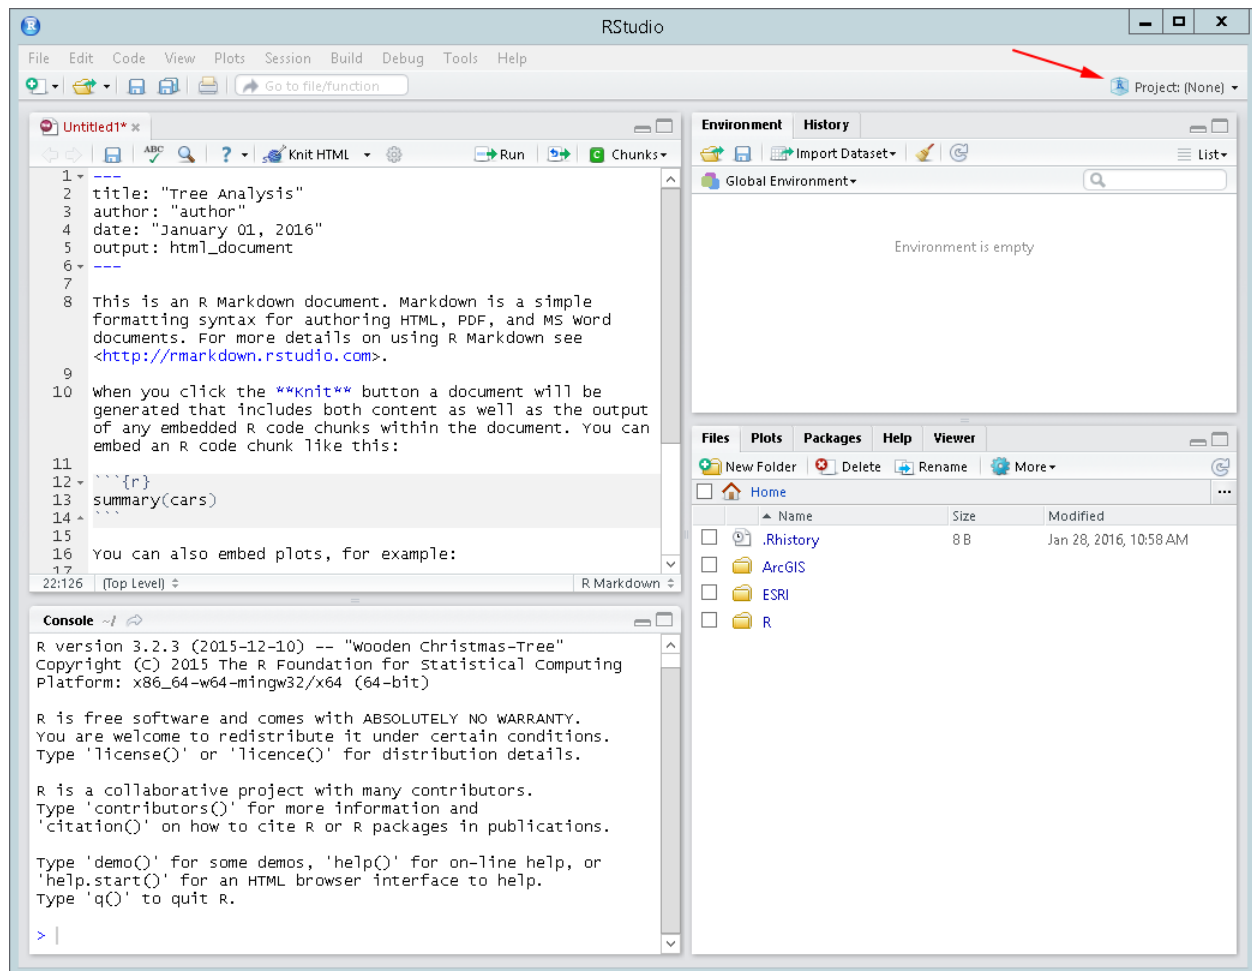 RStudio
File Edit Code View Plots Session Build Debug Tools Help
Go to file/function
Project: (None)
Untitled1* ×
ABC ? Knit HTML Run C Chunks
1 ---
2 title: "Tree Analysis"
3 author: "author"
4 date: "January 01, 2016"
5 output: html_document
6 ---
7
8 This is an R Markdown document. Markdown is a simple
formatting syntax for authoring HTML, PDF, and MS Word
documents. For more details on using R Markdown see
<http://rmarkdown.rstudio.com>.
9
10 When you click the **Knit** button a document will be
generated that includes both content as well as the output
of any embedded R code chunks within the document. You can
embed an R code chunk like this:
11
12 ```{r}
13 summary(cars)
14 ```
15
16 You can also embed plots, for example:
17
22:126 (Top Level) R Markdown
Console ~/
R version 3.2.3 (2015-12-10) -- "Wooden Christmas-Tree"
Copyright (C) 2015 The R Foundation for Statistical Computing
Platform: x86_64-w64-mingw32/x64 (64-bit)
R is free software and comes with ABSOLUTELY NO WARRANTY.
You are welcome to redistribute it under certain conditions.
Type 'license()' or 'licence()' for distribution details.
R is a collaborative project with many contributors.
Type 'contributors()' for more information and
'citation()' on how to cite R or R packages in publications.
Type 'demo()' for some demos, 'help()' for on-line help, or
'help.start()' for an HTML browser interface to help.
Type 'q()' to quit R.
>
Environment History
Import Dataset List
Global Environment
Environment is empty
Files Plots Packages Help Viewer
New Folder Delete Rename More
Home ...
Name Size Modified
.Rhistory 8 B Jan 28, 2016, 10:58 AM
ArcGIS
ESRI
R